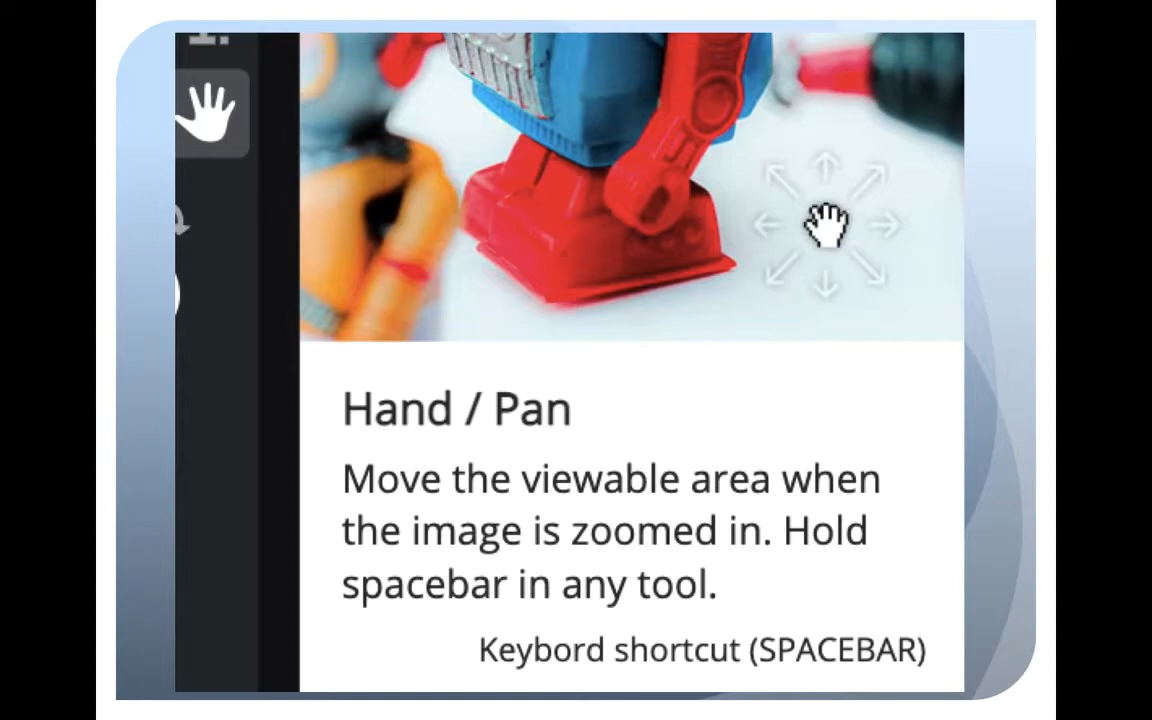 Hand / Pan
Move the viewable area when
the image is zoomed in. Hold
spacebar in any tool.
Keybord shortcut (SPACEBAR)